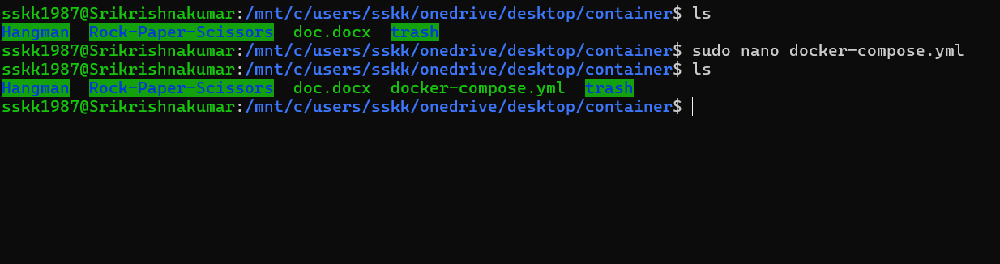 sskk1987@Srikrishnakumar:/mnt/c/users/sskk/onedrive/desktop/container$ ls
Hangman  Rock-Paper-Scissors  doc.docx  trash
sskk1987@Srikrishnakumar:/mnt/c/users/sskk/onedrive/desktop/container$ sudo nano docker-compose.yml
sskk1987@Srikrishnakumar:/mnt/c/users/sskk/onedrive/desktop/container$ ls
Hangman  Rock-Paper-Scissors  doc.docx  docker-compose.yml  trash
sskk1987@Srikrishnakumar:/mnt/c/users/sskk/onedrive/desktop/container$